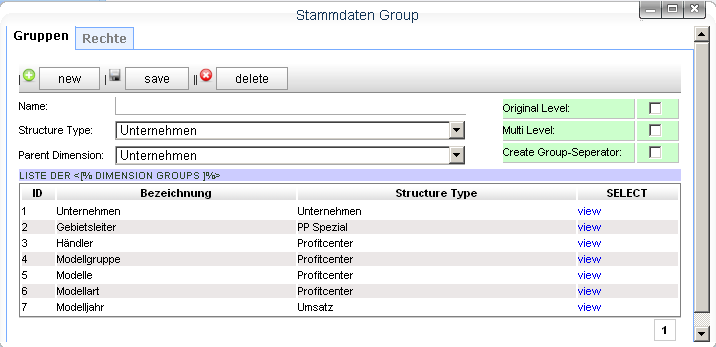 Stammdaten Group
Gruppen Rechte
new save delete
Name:
Original Level:
Structure Type: Unternehmen
Multi Level:
Parent Dimension: Unternehmen
Create Group-Seperator:
LISTE DER <[% DIMENSION GROUPS ]%>
ID Bezeichnung Structure Type SELECT
1 Unternehmen Unternehmen view
2 Gebietsleiter PP Spezial view
3 Händler Profitcenter view
4 Modellgruppe Profitcenter view
5 Modelle Profitcenter view
6 Modellart Profitcenter view
7 Modelljahr Umsatz view
1